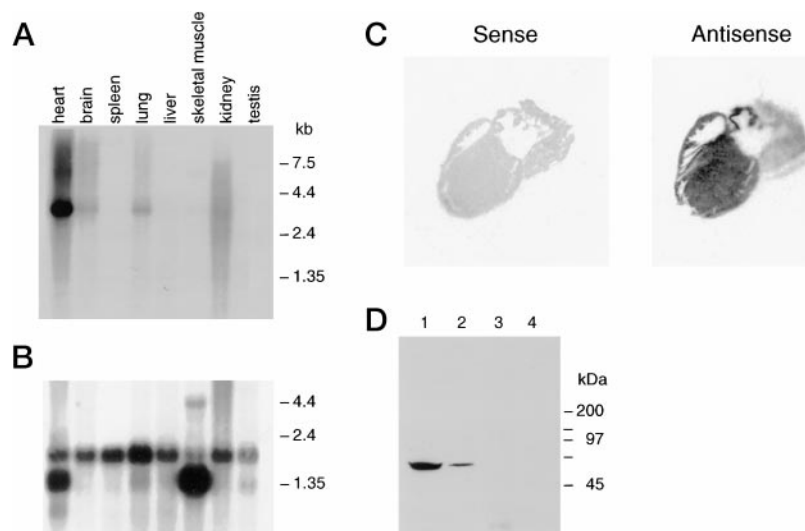 A
heart
brain
spleen
lung
liver
skeletal muscle
kidney
testis
kb
- 7.5
- 4.4
- 2.4
- 1.35
B
- 4.4
- 2.4
- 1.35
C
Sense
Antisense
D
1 2 3 4
kDa
- 200
- 97
- 45